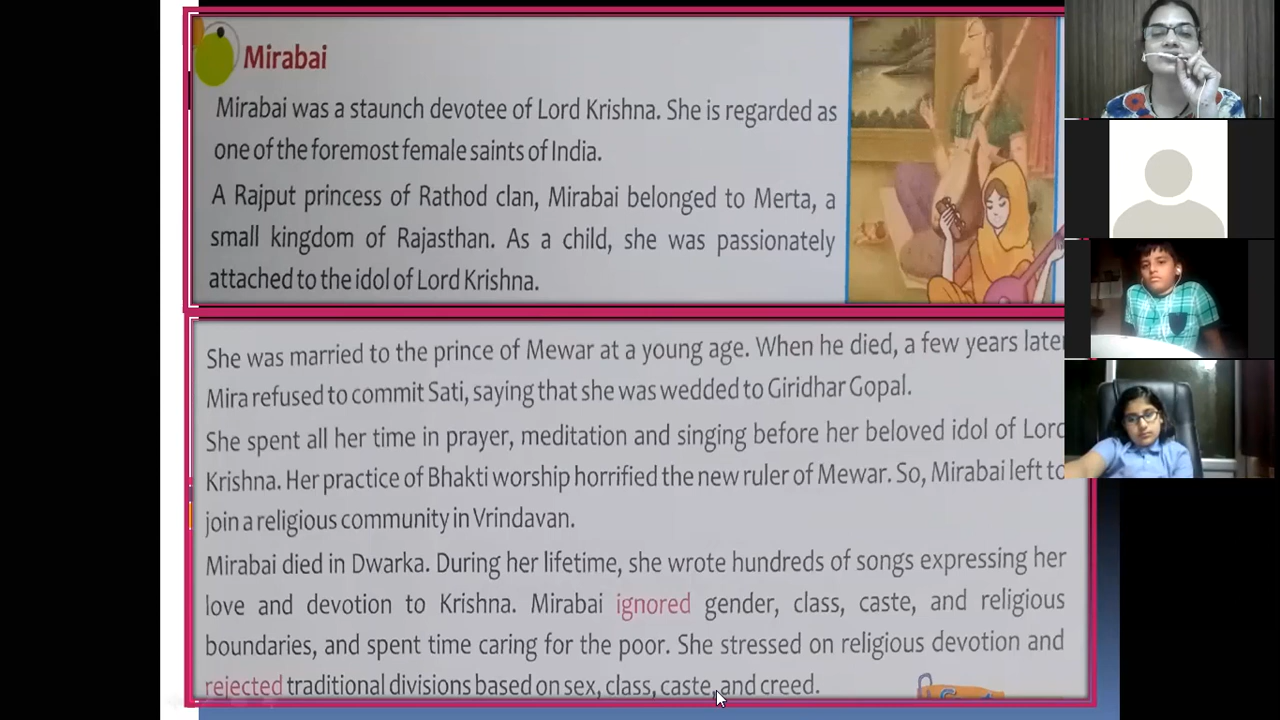 Mirabai
Mirabai was a staunch devotee of Lord Krishna. She is regarded as
one of the foremost female saints of India.
A Rajput princess of Rathod clan, Mirabai belonged to Merta, a
small kingdom of Rajasthan. As a child, she was passionately
attached to the idol of Lord Krishna.
She was married to the prince of Mewar at a young age. When he died, a few years later
Mira refused to commit Sati, saying that she was wedded to Giridhar Gopal.
She spent all her time in prayer, meditation and singing before her beloved idol of Lord
Krishna. Her practice of Bhakti worship horrified the new ruler of Mewar. So, Mirabai left to
join a religious community in Vrindavan.
Mirabai died in Dwarka. During her lifetime, she wrote hundreds of songs expressing her
love and devotion to Krishna. Mirabai ignored gender, class, caste, and religious
boundaries, and spent time caring for the poor. She stressed on religious devotion and
rejected traditional divisions based on sex, class, caste, and creed.